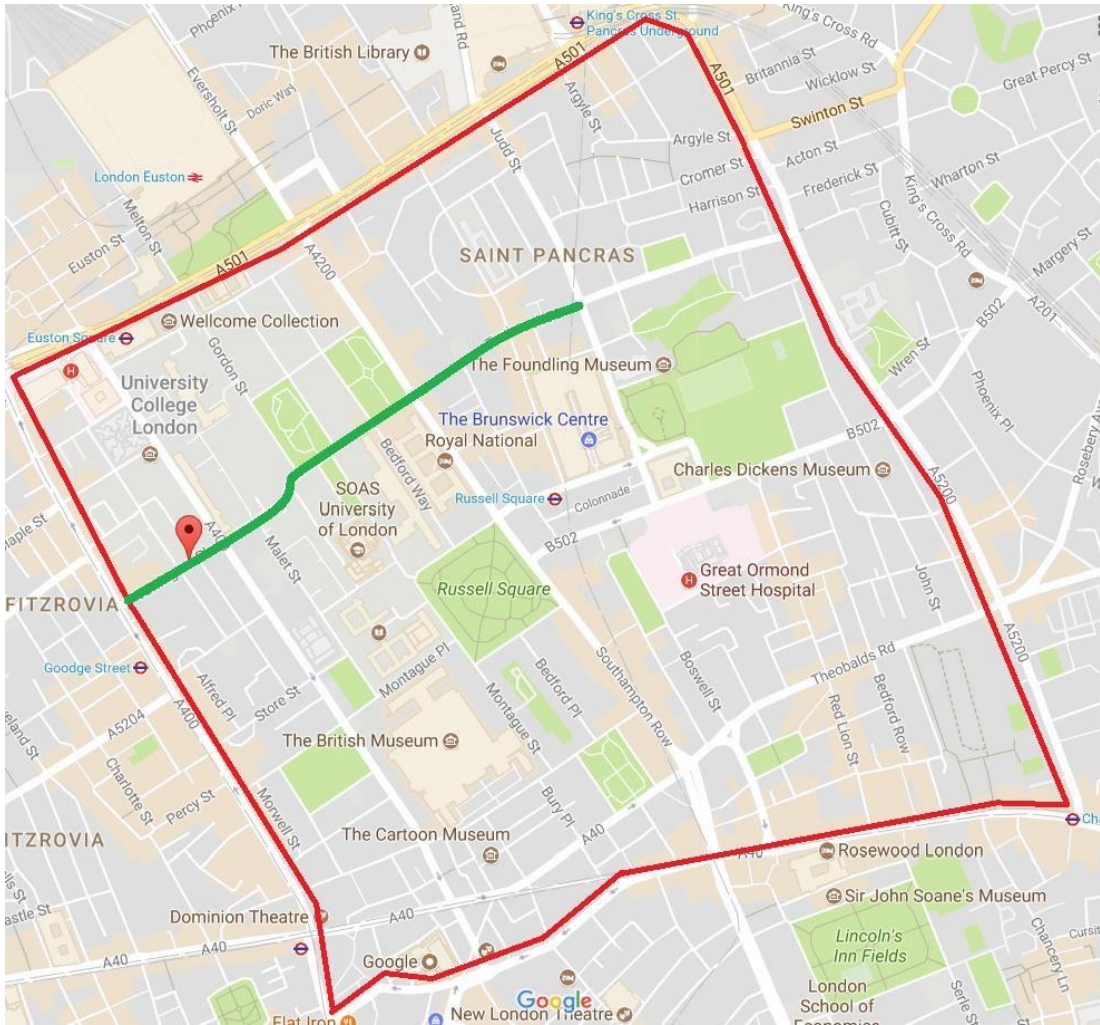 King's Cross St.
Pancras Underground
King's Cross Rd
Phoenix
The British Library
A501
A501
Britannia St
Wicklow St
Great Percy St
Eversholt St
Doric Way
Argyle St
Swinton St
Judd St
Argyle St
Acton St
Cromer St
Wharton St
London Euston
Frederick St
Harrison St
Melton St
King's Cross Rd
Cubitt St
Margery St
Euston St
A501
A4200
SAINT PANCRAS
B502
A201
Wellcome Collection
Euston Square
Gordon St
Wren St
The Foundling Museum
H
University
College
London
Phoenix Pl
The Brunswick Centre
Royal National
Bedford Way
B502
Rosebery Ave
Charles Dickens Museum
SOAS
University
of London
Russell Square
Colonnade
A5200
Maple St
Malet St
B502
Great Ormond
Street Hospital
H
John St
FITZROVIA
Russell Square
A5200
Goodge Street
Southampton Row
Boswell St
Theobalds Rd
Montague Pl
Bedford Pl
Alfred Pl
Store St
A400
Bedford Row
Red Lion St
A5204
Montague St
The British Museum
Charlotte St
Percy St
Morwell St
Bury Pl
The Cartoon Museum
A40
ITZROVIA
A40
Rosewood London
Sir John Soane's Museum
Dominion Theatre
A40
A40
Lincoln's
Inn Fields
Chancery Ln
Google
Google
London
School of
Economics
Serle St
Flat Iron
New London Theatre